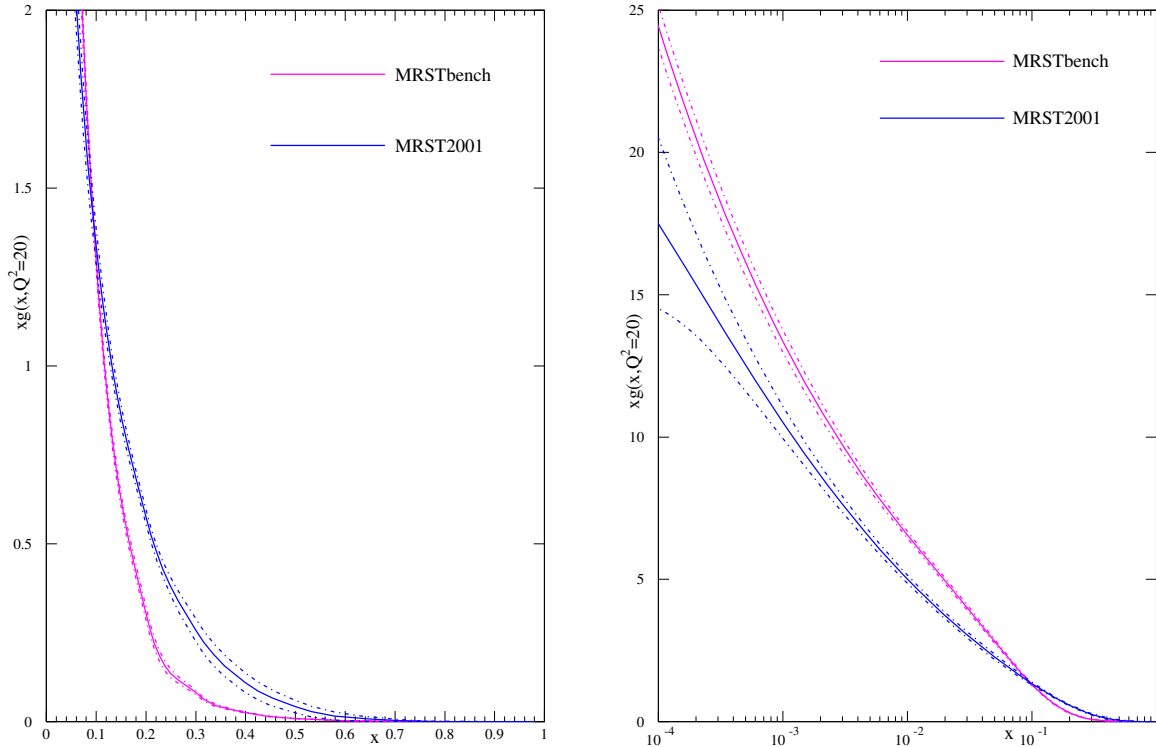 xg(x,Q²=20)
2
1.5
1
0.5
0
0 0.1 0.2 0.3 0.4 0.5 0.6 0.7 0.8 0.9 1
x
MRSTbench
MRST2001
xg(x,Q²=20)
25
20
15
10
5
0
10⁻⁴ 10⁻³ 10⁻² 10⁻¹
x
MRSTbench
MRST2001